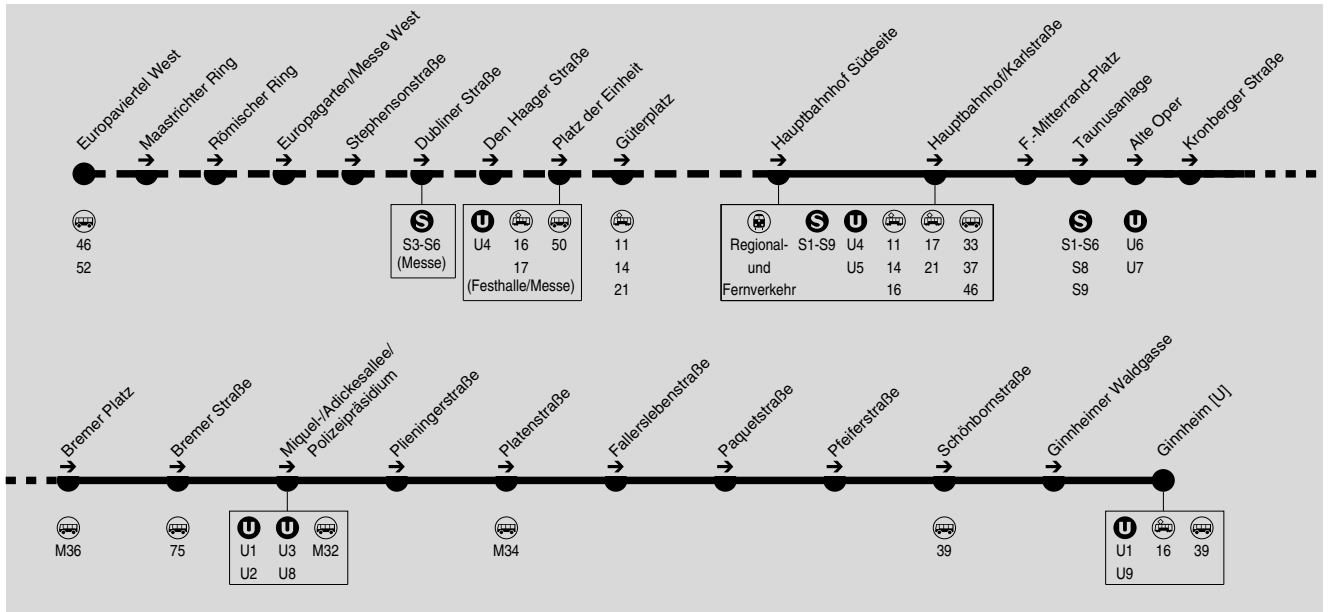 Europaviertel West
Maastrichter Ring
Römischer Ring
Europagarten/Messe West
Stephensonstraße
Dubliner Straße
Den Haager Straße
Platz der Einheit
Güterplatz
Hauptbahnhof Südseite
Hauptbahnhof/Karlstraße
F.-Mitterrand-Platz
Taunusanlage
Alte Oper
Kronberger Straße
46
52
S
S3-S6
(Messe)
U
U4 16 50
17
(Festhalle/Messe)
11
14
21
S U
Regional- S1-S9 U4 11 17 33
und U5 14 21 37
Fernverkehr 16 46
S
S1-S6
S8
S9
U
U6
U7
Bremer Platz
Bremer Straße
Miquel-/Adickesallee/
Polizeipräsidium
Plieningerstraße
Platenstraße
Fallerslebenstraße
Paquetstraße
Pfeiferstraße
Schönbornstraße
Ginnheimer Waldgasse
Ginnheim [U]
M36
75
U U
U1 U3 M32
U2 U8
M34
39
U
U1 16 39
U9